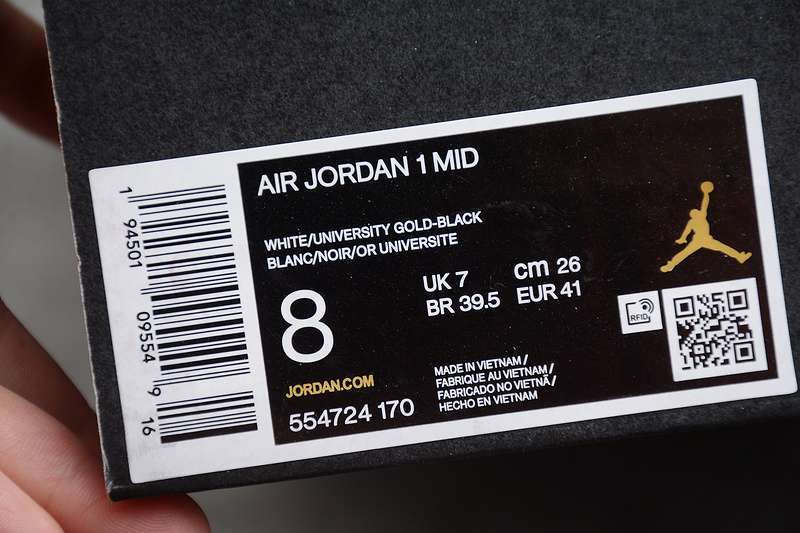 AIR JORDAN 1 MID
WHITE/UNIVERSITY GOLD-BLACK
BLANC/NOIR/OR UNIVERSITE
8
UK 7
cm 26
BR 39.5
EUR 41
RFID
JORDAN.COM
554724 170
MADE IN VIETNAM /
FABRIQUE AU VIETNAM /
FABRICADO NO VIETNÃ /
HECHO EN VIETNAM
1 94501 09554 9 16